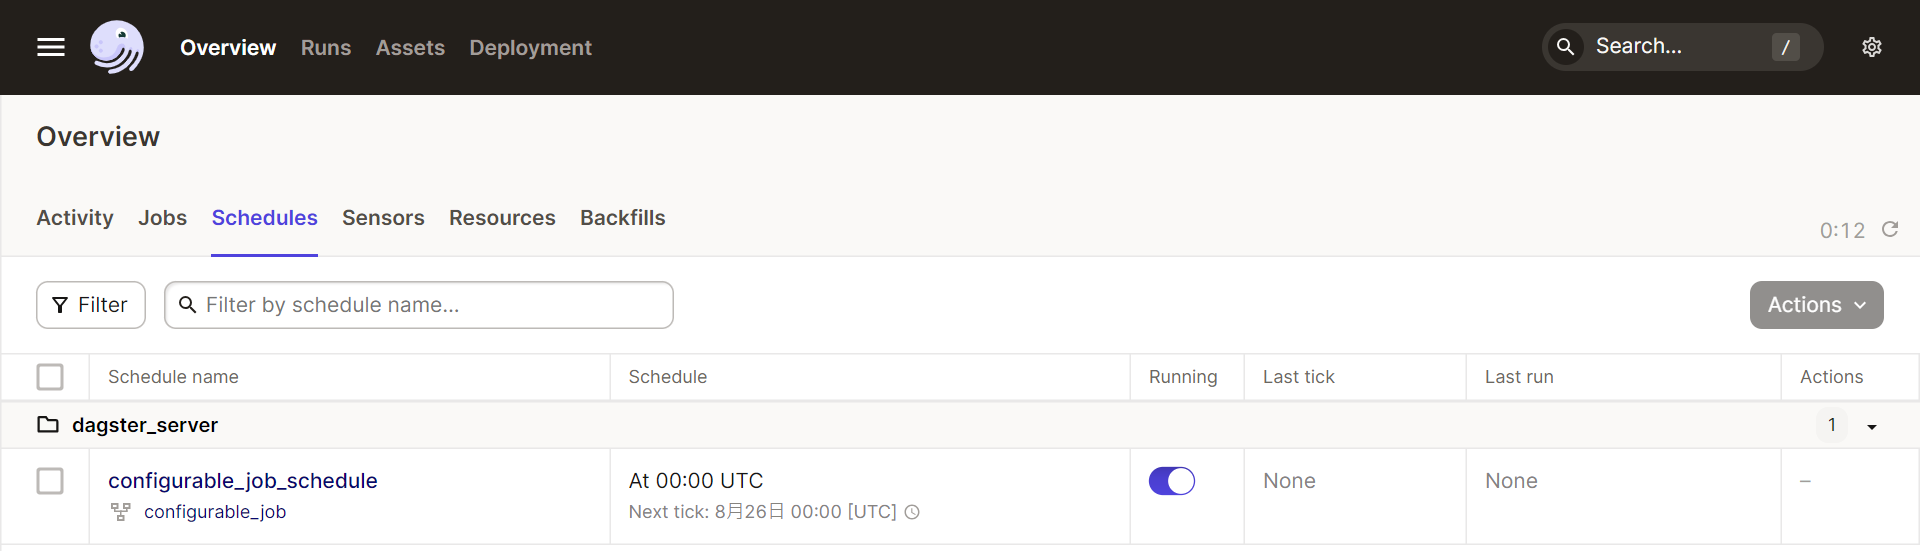 Overview Runs Assets Deployment Search... /
Overview
Activity Jobs Schedules Sensors Resources Backfills 0:12
Filter Filter by schedule name... Actions
Schedule name Schedule Running Last tick Last run Actions
dagster_server 1
configurable_job_schedule At 00:00 UTC None None –
configurable_job Next tick: 8月26日 00:00 [UTC]